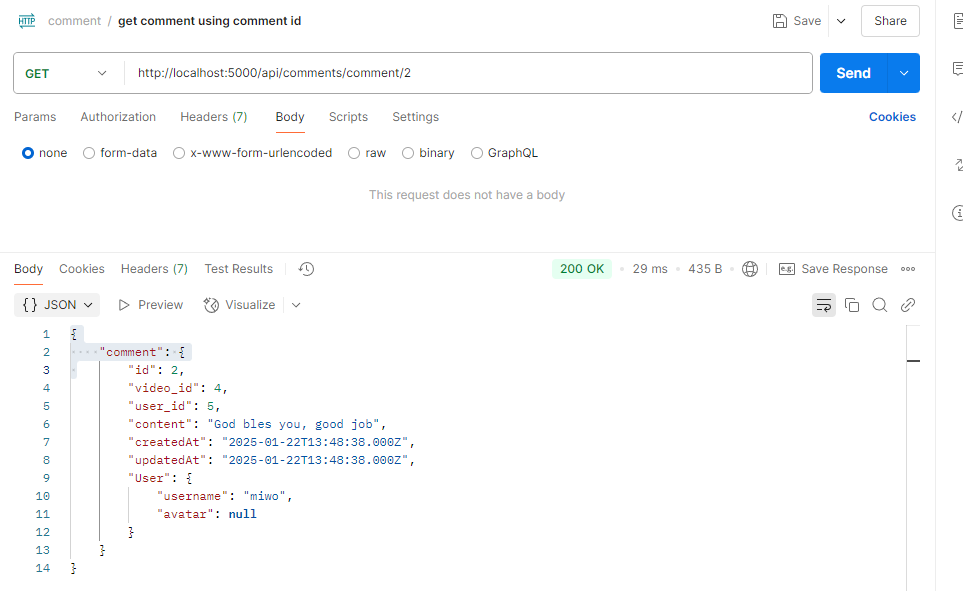 HTTP comment / get comment using comment id Save Share
GET http://localhost:5000/api/comments/comment/2 Send
Params Authorization Headers (7) Body Scripts Settings Cookies
none form-data x-www-form-urlencoded raw binary GraphQL
This request does not have a body
Body Cookies Headers (7) Test Results 200 OK • 29 ms • 435 B • e.g. Save Response
{} JSON Preview Visualize
1 {
2 "comment": {
3 "id": 2,
4 "video_id": 4,
5 "user_id": 5,
6 "content": "God bles you, good job",
7 "createdAt": "2025-01-22T13:48:38.000Z",
8 "updatedAt": "2025-01-22T13:48:38.000Z",
9 "User": {
10 "username": "miwo",
11 "avatar": null
12 }
13 }
14 }